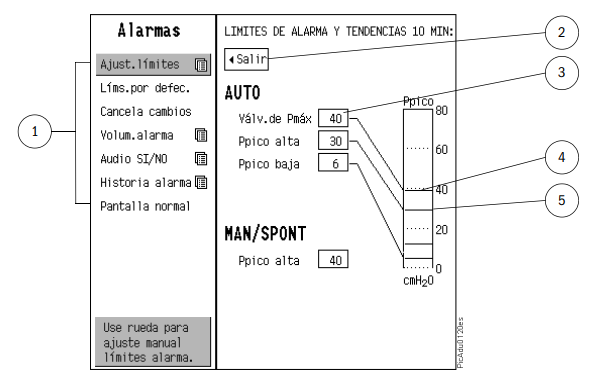 Alarmas
Ajust.límites
Líms.por defec.
Cancela cambios
Volum.alarma
Audio SI/NO
Historia alarma
Pantalla normal
Use rueda para
ajuste manual
límites alarma.
LIMITES DE ALARMA Y TENDENCIAS 10 MIN:
Salir
AUTO
Válv.de Pmáx 40
Ppico alta 30
Ppico baja 6
MAN/SPONT
Ppico alta 40
Ppico
80
60
40
20
0
cmH2O
1
2
3
4
5
PicAdu0.120es